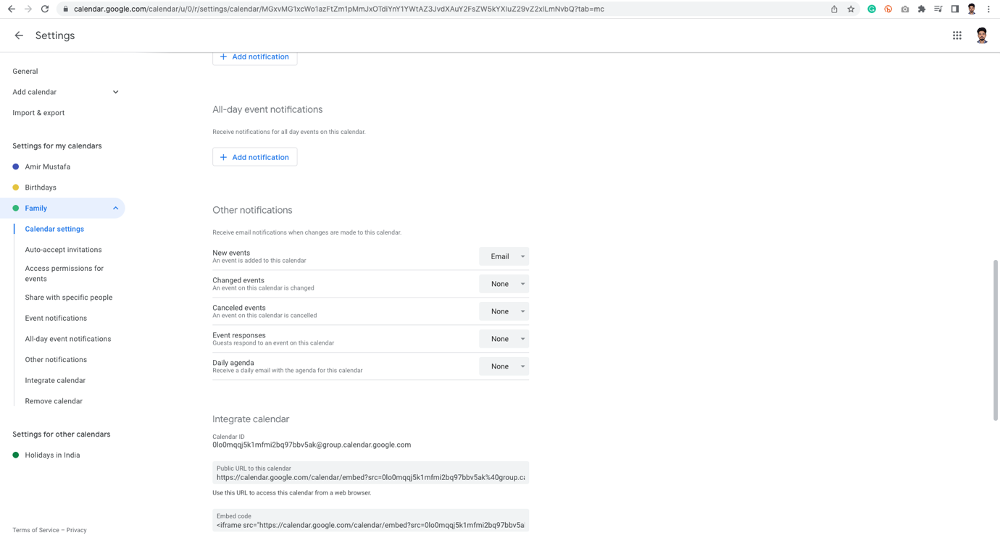 calendar.google.com/calendar/u/0/r/settings/calendar/MGxvMG1xcWo1azFtZm1pMmJxOTdiYnY1YWtAZ3JvdXAuY2FsZW5kYXIuZ29vZ2xlLmNvbQ?tab=mc
Settings
General
Add calendar
Import & export
Settings for my calendars
Amir Mustafa
Birthdays
Family
Calendar settings
Auto-accept invitations
Access permissions for
events
Share with specific people
Event notifications
All-day event notifications
Other notifications
Integrate calendar
Remove calendar
Settings for other calendars
Holidays in India
Terms of Service – Privacy
+ Add notification
All-day event notifications
Receive notifications for all day events on this calendar.
+ Add notification
Other notifications
Receive email notifications when changes are made to this calendar.
New events
An event is added to this calendar
Email
Changed events
An event on this calendar is changed
None
Canceled events
An event on this calendar is cancelled
None
Event responses
Guests respond to an event on this calendar
None
Daily agenda
Receive a daily email with the agenda for this calendar
None
Integrate calendar
Calendar ID
0lo0mqqj5k1mfmi2bq97bbv5ak@group.calendar.google.com
Public URL to this calendar
https://calendar.google.com/calendar/embed?src=0lo0mqqj5k1mfmi2bq97bbv5ak%40group.ca
Use this URL to access this calendar from a web browser.
Embed code
<iframe src="https://calendar.google.com/calendar/embed?src=0lo0mqqj5k1mfmi2bq97bbv5a